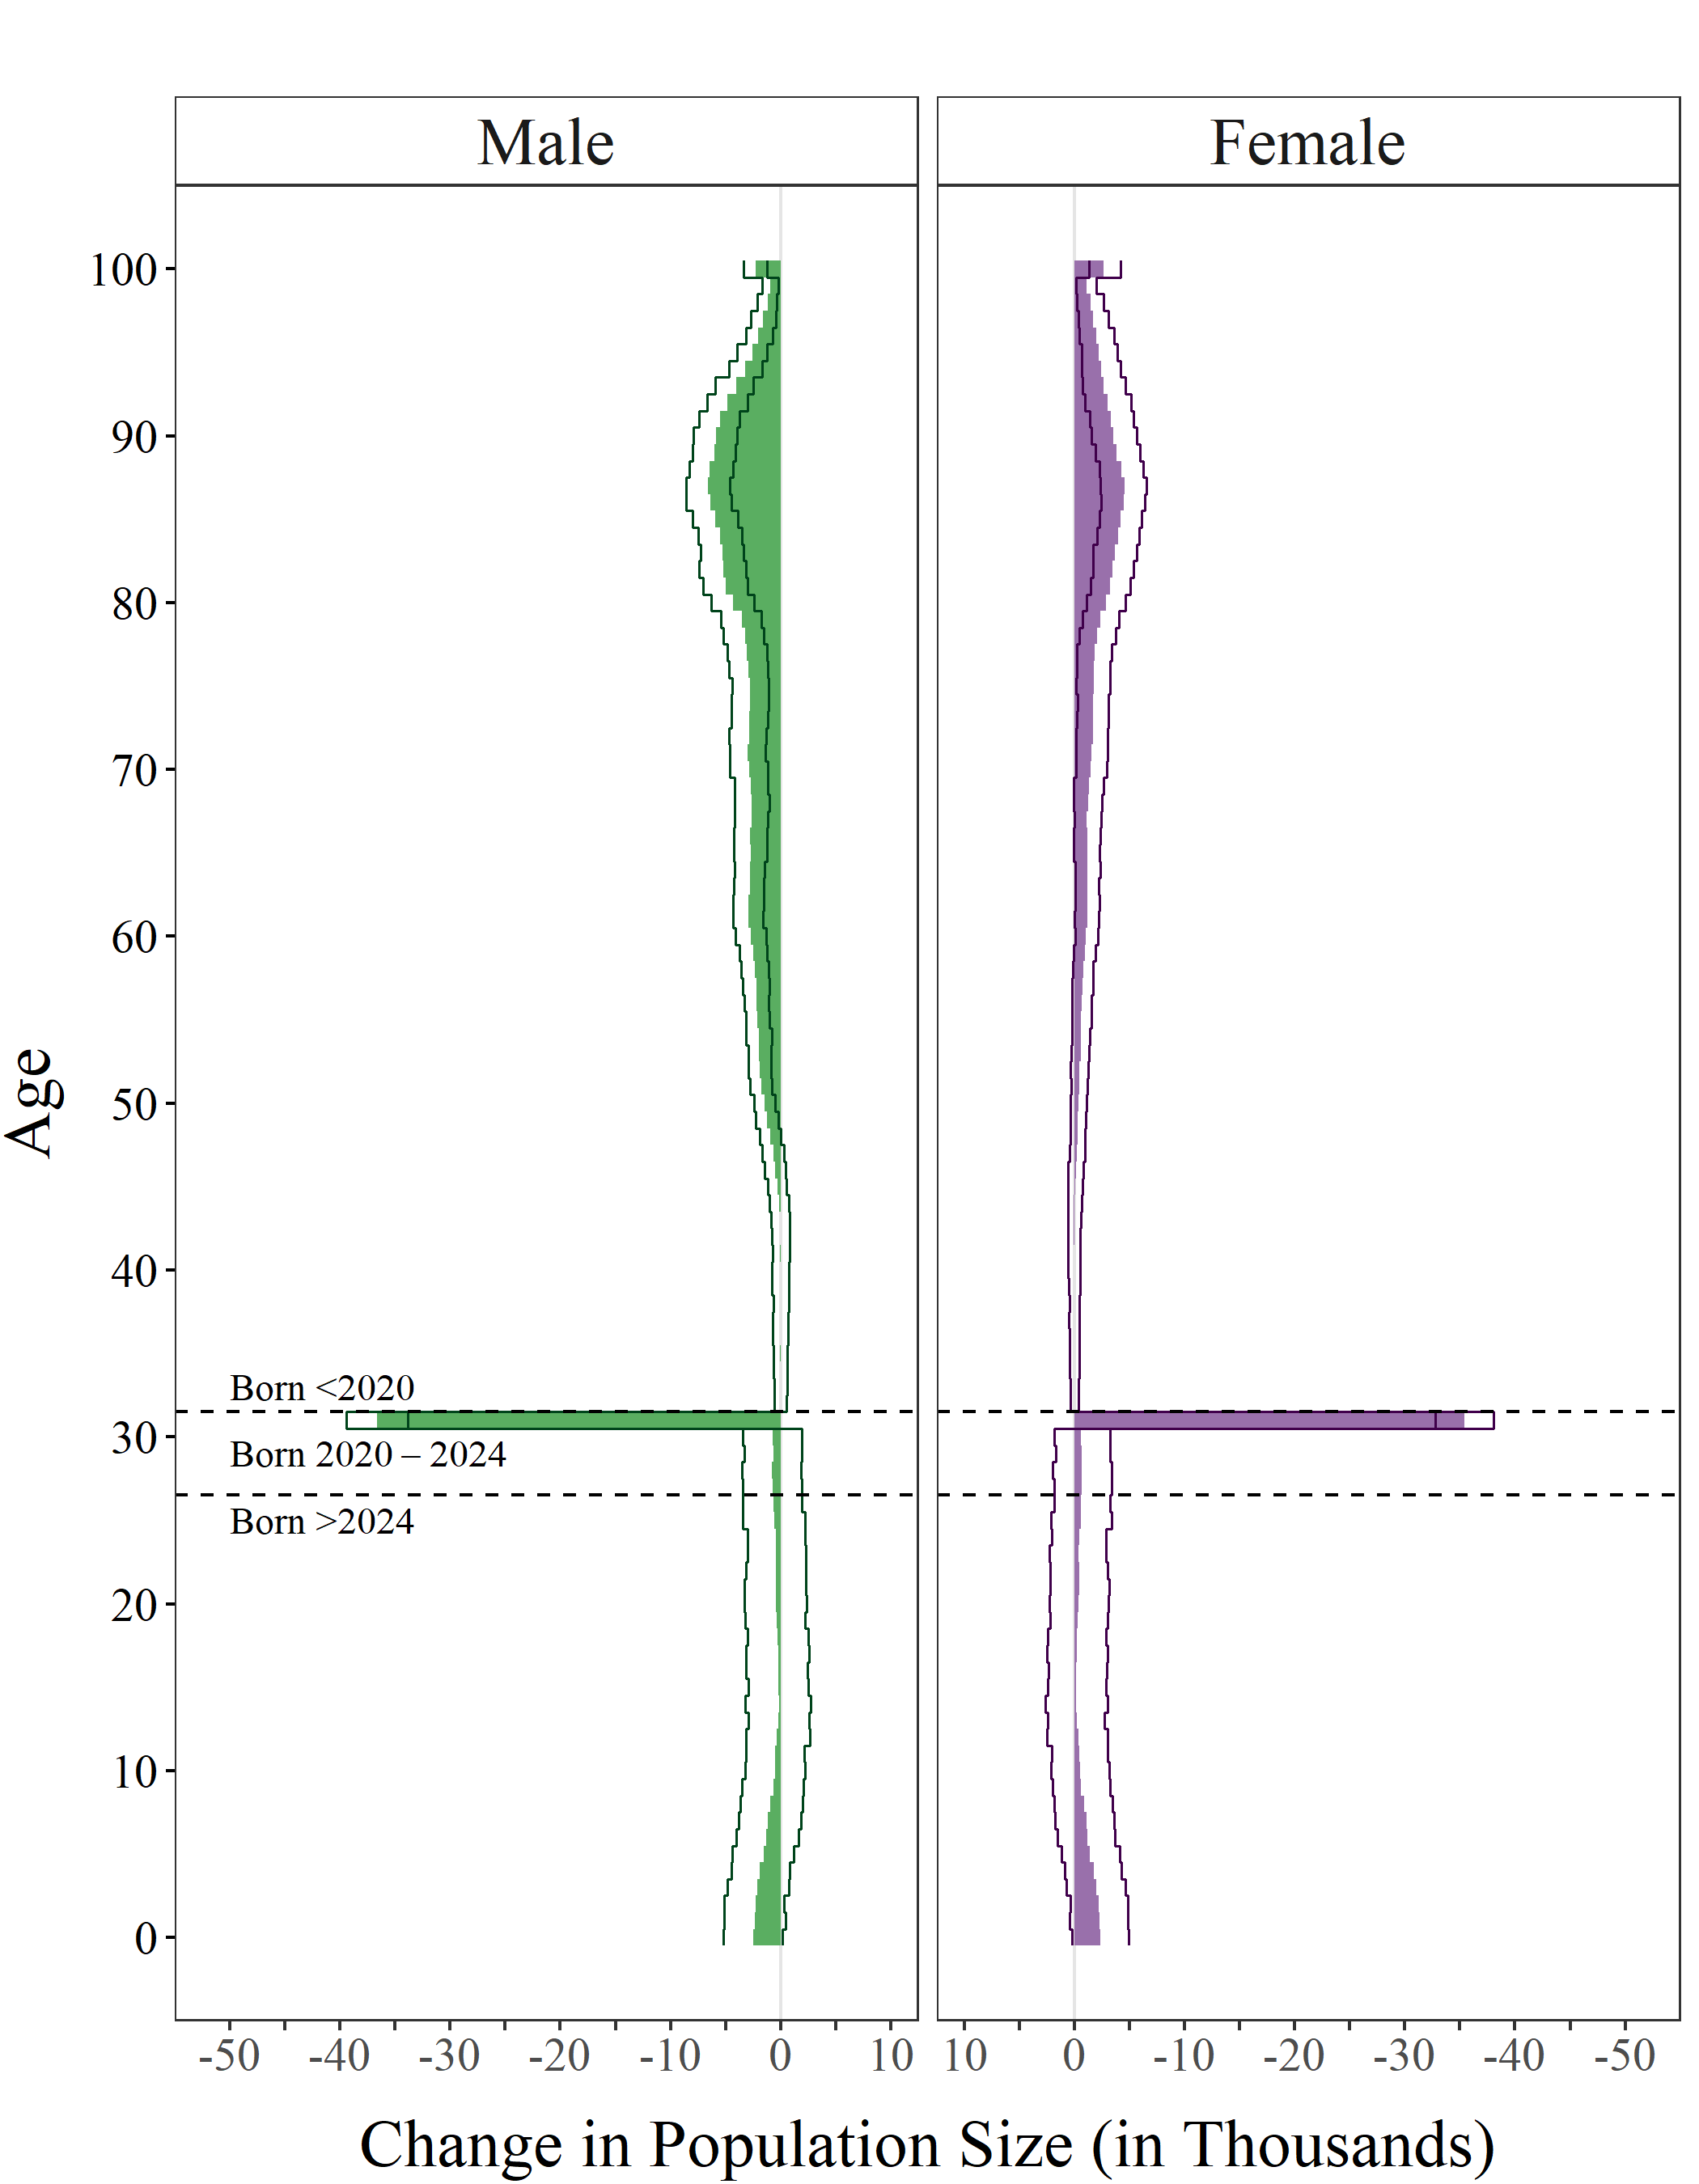 Male Female
100
90
80
70
60
50
40
30
20
10
0
Age
Born <2020
Born 2020 – 2024
Born >2024
-50 -40 -30 -20 -10 0 10 10 0 -10 -20 -30 -40 -50
Change in Population Size (in Thousands)